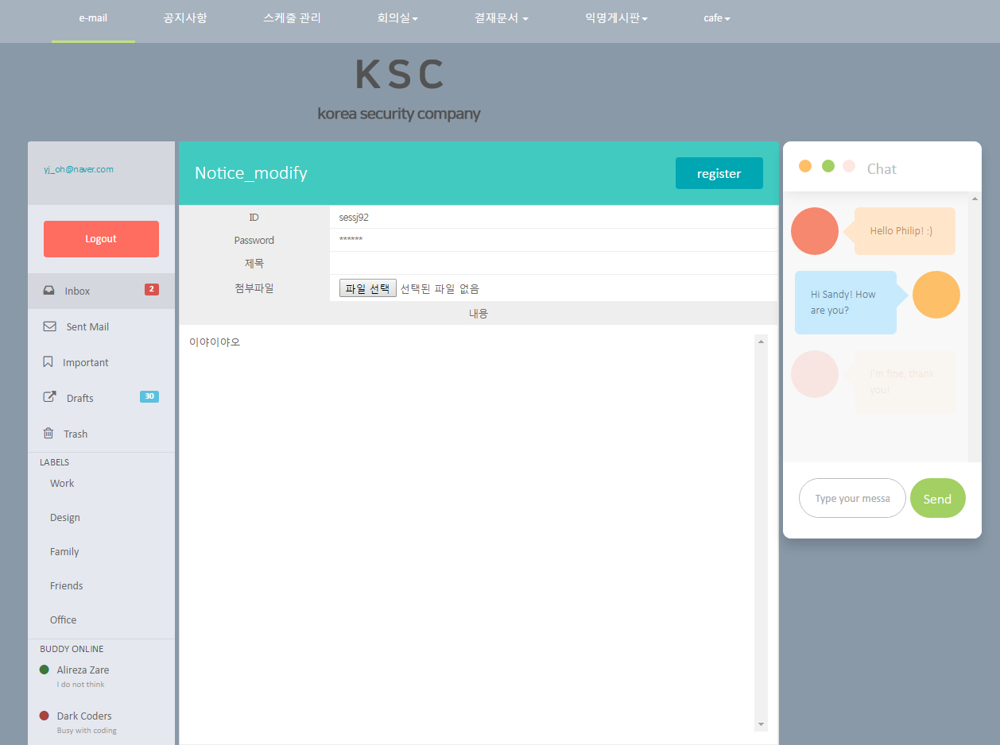 e-mail 공지사항 스케줄 관리 회의실 결재문서 익명게시판 cafe
KSC
korea security company
yj_oh@naver.com
Logout
Inbox 2
Sent Mail
Important
Drafts 30
Trash
LABELS
Work
Design
Family
Friends
Office
BUDDY ONLINE
Alireza Zare
I do not think
Dark Coders
Busy with coding
Notice_modify register
ID sessj92
Password ******
제목
첨부파일 파일 선택 선택된 파일 없음
내용
이야이야오
Chat
Hello Philip! :)
Hi Sandy! How
are you?
I'm fine, thank
you!
Type your messa Send